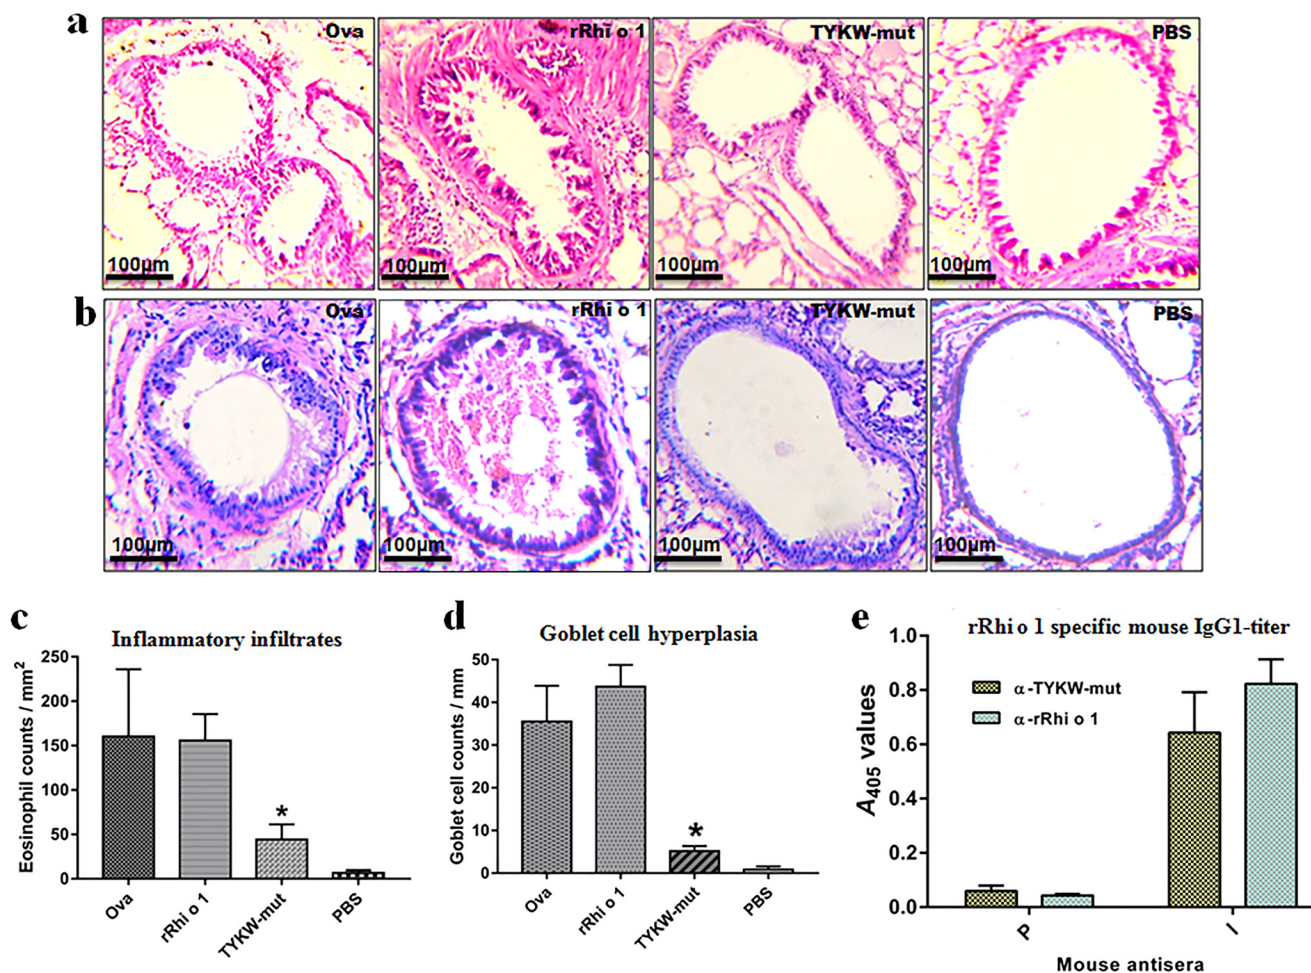 a
Ova
rRhi o 1
TYKW-mut
PBS
100µm
100µm
100µm
100µm
b
Ova
rRhi o 1
TYKW-mut
PBS
100µm
100µm
100µm
100µm
c
Inflammatory infiltrates
Eosinophil counts / mm²
250
200
150
100
50
0
Ova
rRhi o 1
TYKW-mut
PBS
*
d
Goblet cell hyperplasia
Goblet cell counts / mm
50
40
30
20
10
0
Ova
rRhi o 1
TYKW-mut
PBS
*
e
rRhi o 1 specific mouse IgG1-titer
A405 values
1.0
0.8
0.6
0.4
0.2
0.0
α-TYKW-mut
α-rRhi o 1
P
I
Mouse antisera